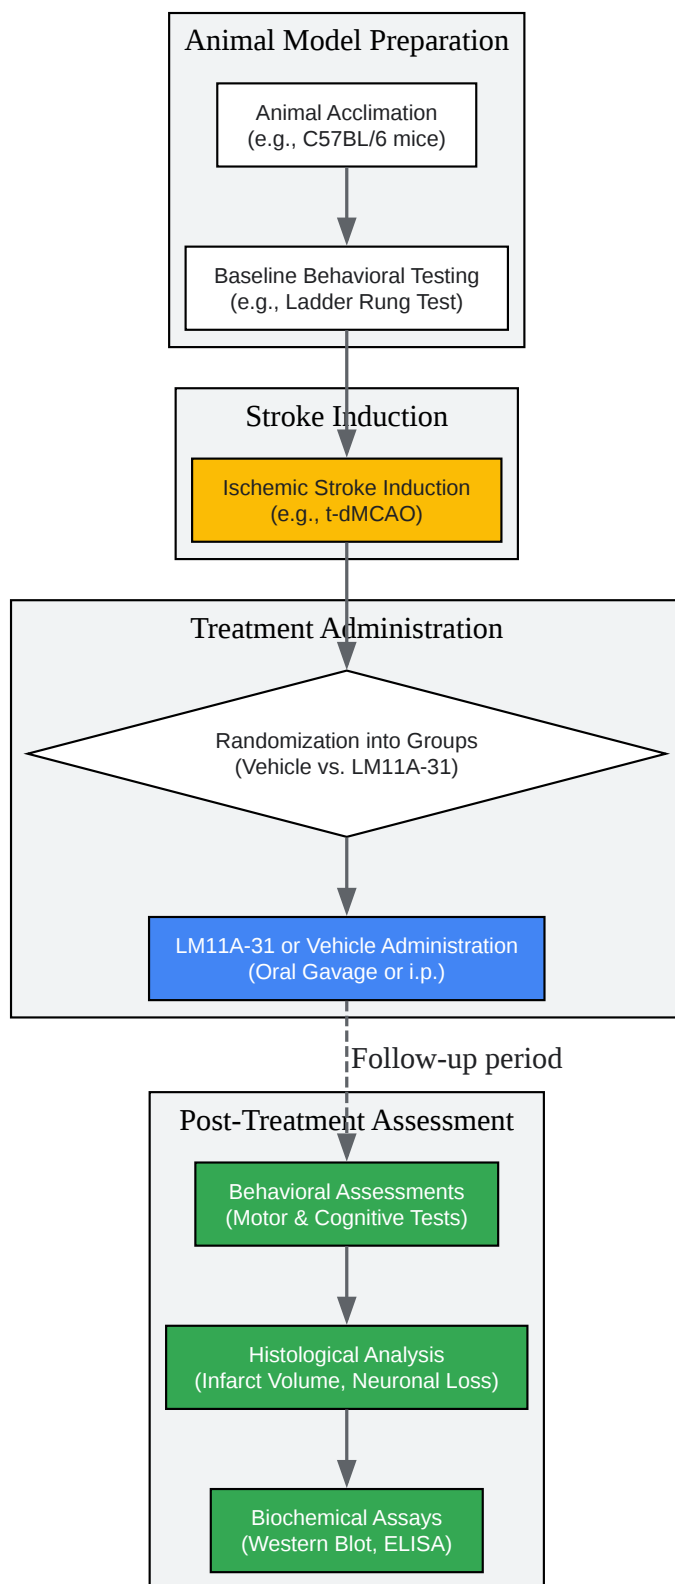 Animal Model Preparation
Animal Acclimation
(e.g., C57BL/6 mice)
Baseline Behavioral Testing
(e.g., Ladder Rung Test)
Stroke Induction
Ischemic Stroke Induction
(e.g., t-dMCAO)
Treatment Administration
Randomization into Groups
(Vehicle vs. LM11A-31)
LM11A-31 or Vehicle Administration
(Oral Gavage or i.p.)
Follow-up period
Post-Treatment Assessment
Behavioral Assessments
(Motor & Cognitive Tests)
Histological Analysis
(Infarct Volume, Neuronal Loss)
Biochemical Assays
(Western Blot, ELISA)